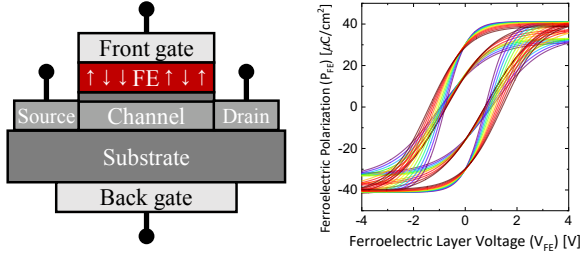 Front gate
↑ ↓ ↓ FE ↑ ↓ ↑
Source
Channel
Drain
Substrate
Back gate
Ferroelectric Polarization (P_FE) [μC/cm²]
40
20
0
-20
-40
-4
-2
0
2
4
Ferroelectric Layer Voltage (V_FE) [V]